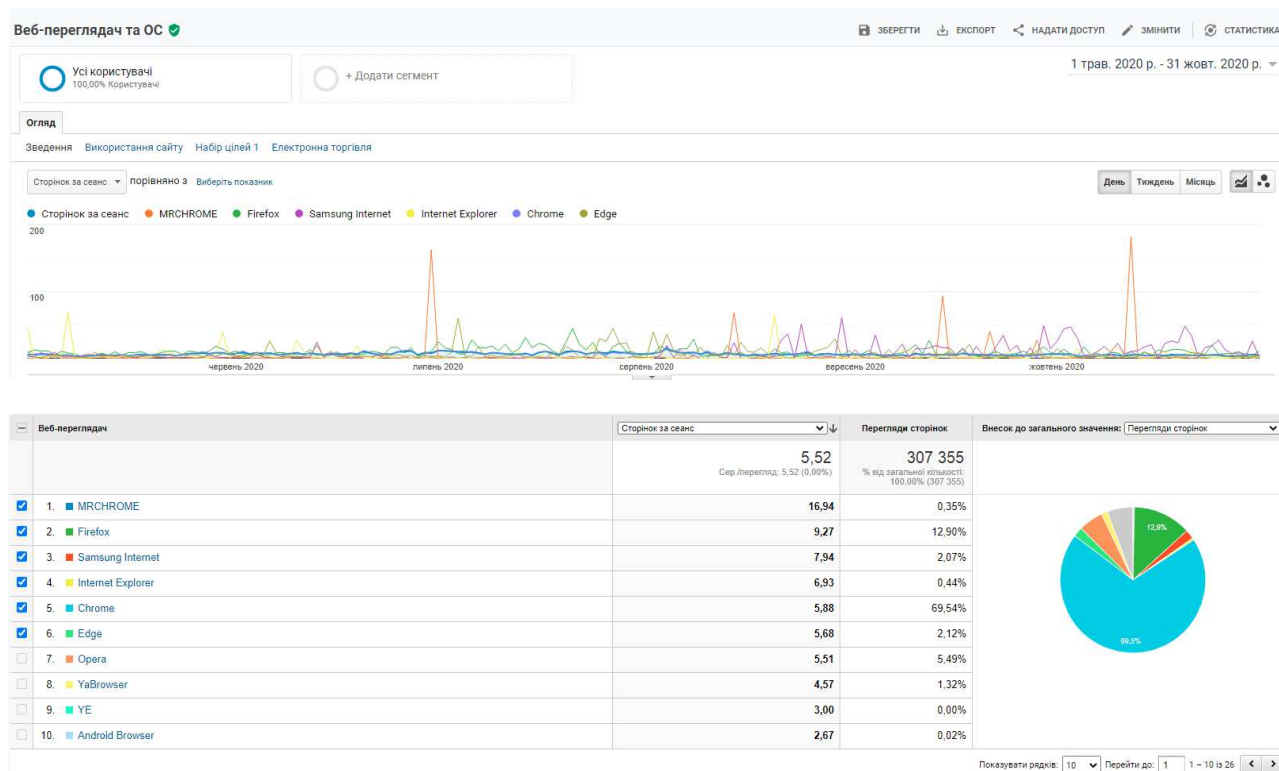 Веб-переглядач та ОС
ЗБЕРЕГТИ ЕКСПОРТ НАДАТИ ДОСТУП ЗМІНИТИ СТАТИСТИКА
Усі користувачі
100,00% Користувачі
+ Додати сегмент
1 трав. 2020 р. - 31 жовт. 2020 р.
Огляд
Зведення Використання сайту Набір цілей 1 Електронна торгівля
Сторінок за сеанс порівняно з Виберіть показник
День Тиждень Місяць
Сторінок за сеанс MRCHROME Firefox Samsung Internet Internet Explorer Chrome Edge
200
100
червень 2020 липень 2020 серпень 2020 вересень 2020 жовтень 2020
Веб-переглядач Сторінок за сеанс Перегляди сторінок Внесок до загального значення: Перегляди сторінок
5,52 307 355
Сер./перегляд: 5,52 (0,00%) % від загальної кількості: 100,00% (307 355)
1. MRCHROME 16,94 0,35%
2. Firefox 9,27 12,90%
3. Samsung Internet 7,94 2,07%
4. Internet Explorer 6,93 0,44%
5. Chrome 5,88 69,54%
6. Edge 5,68 2,12%
7. Opera 5,51 5,49%
8. YaBrowser 4,57 1,32%
9. YE 3,00 0,00%
10. Android Browser 2,67 0,02%
12,9%
69,5%
Показувати рядків: 10 Перейти до: 1 1 – 10 із 26